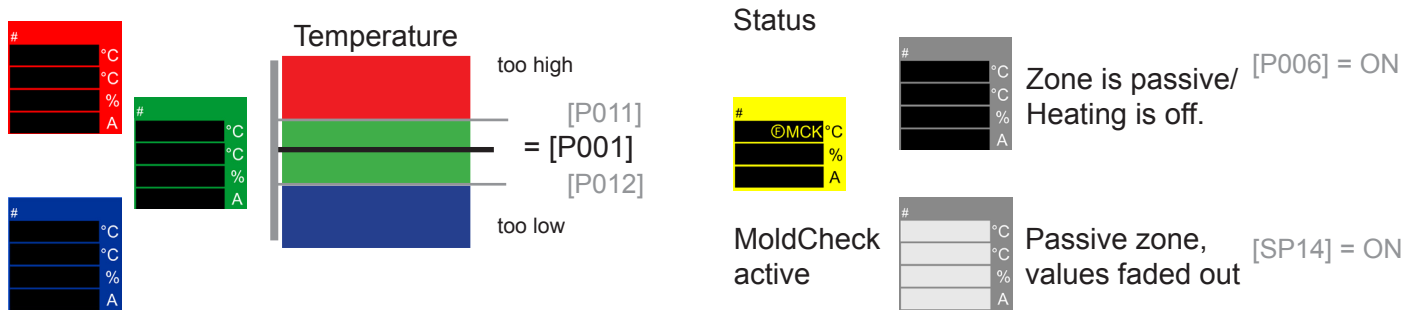 #
°C
°C
%
A
#
°C
°C
%
A
#
°C
°C
%
A
Temperature
too high
[P011]
= [P001]
[P012]
too low
Status
#
ⒻMCK °C
%
A
MoldCheck
active
#
°C
°C
%
A
Zone is passive/
Heating is off.
[P006] = ON
#
°C
°C
%
A
Passive zone,
values faded out
[SP14] = ON